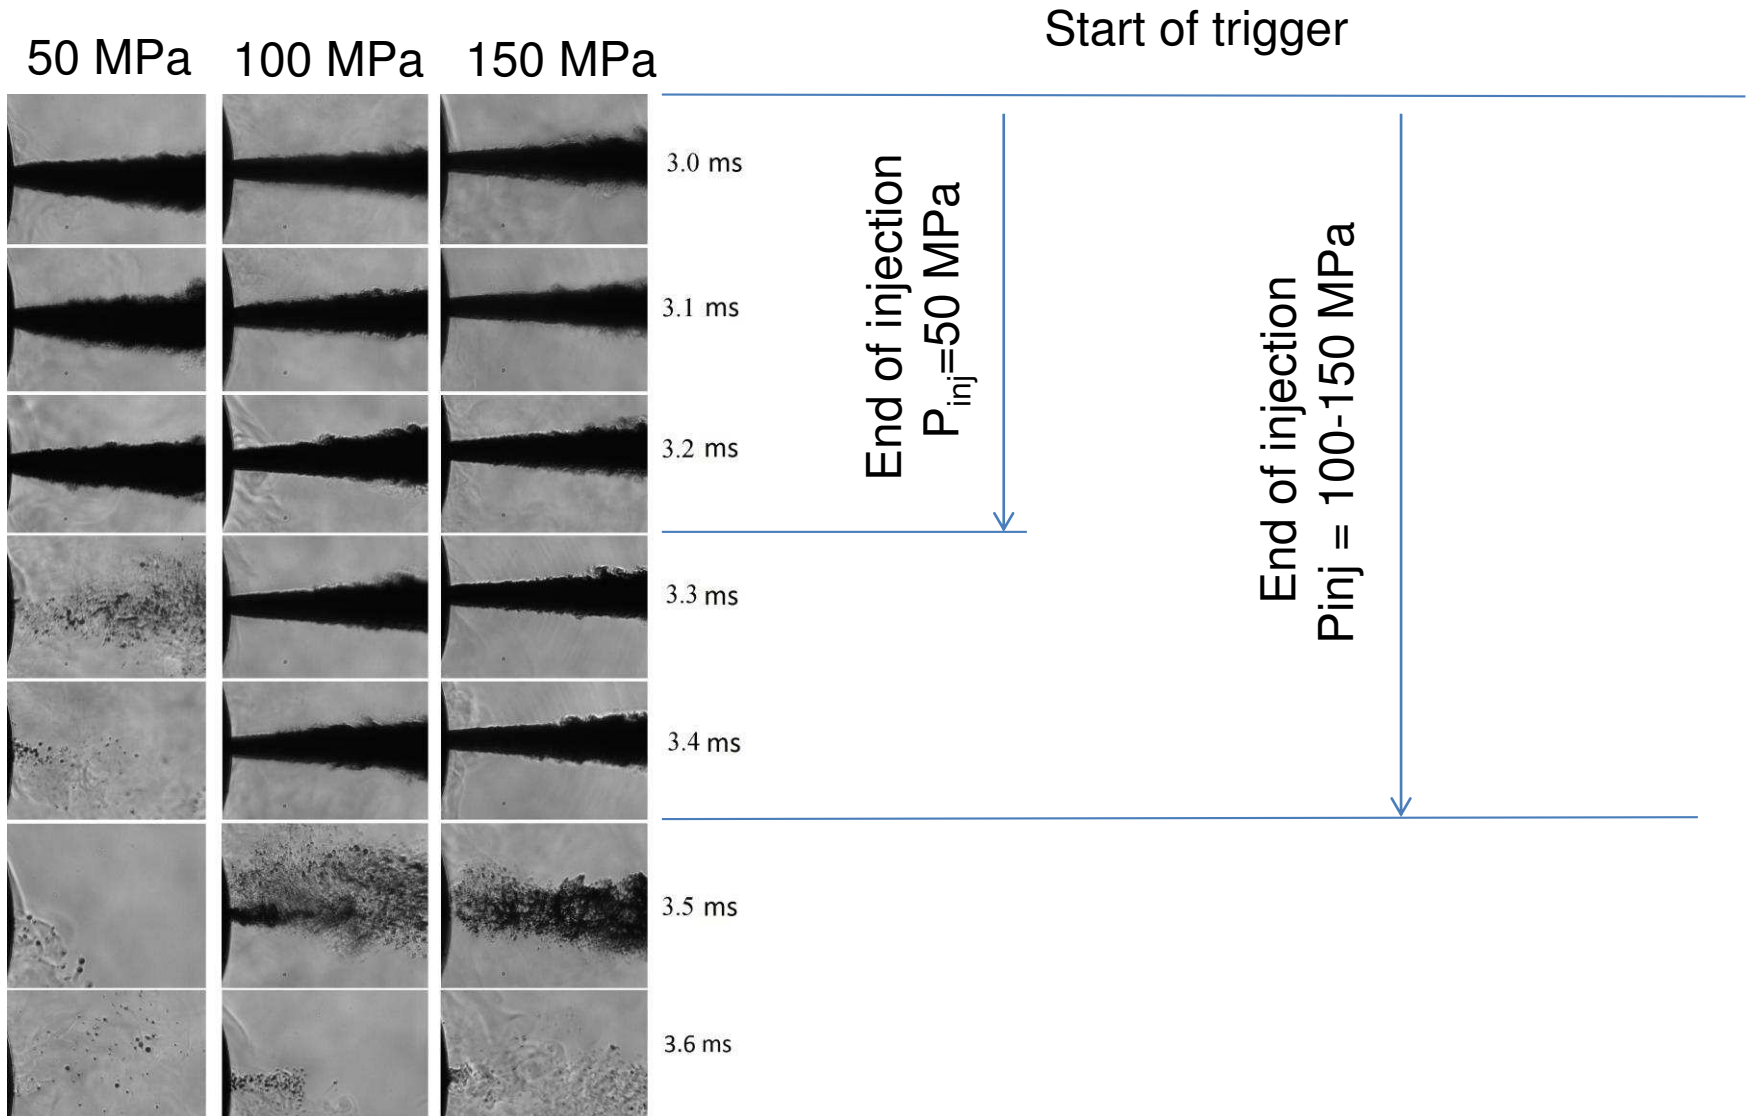 Start of trigger
50 MPa 100 MPa 150 MPa
3.0 ms
3.1 ms
3.2 ms
3.3 ms
3.4 ms
3.5 ms
3.6 ms
End of injection
Pinj=50 MPa
End of injection
Pinj = 100-150 MPa